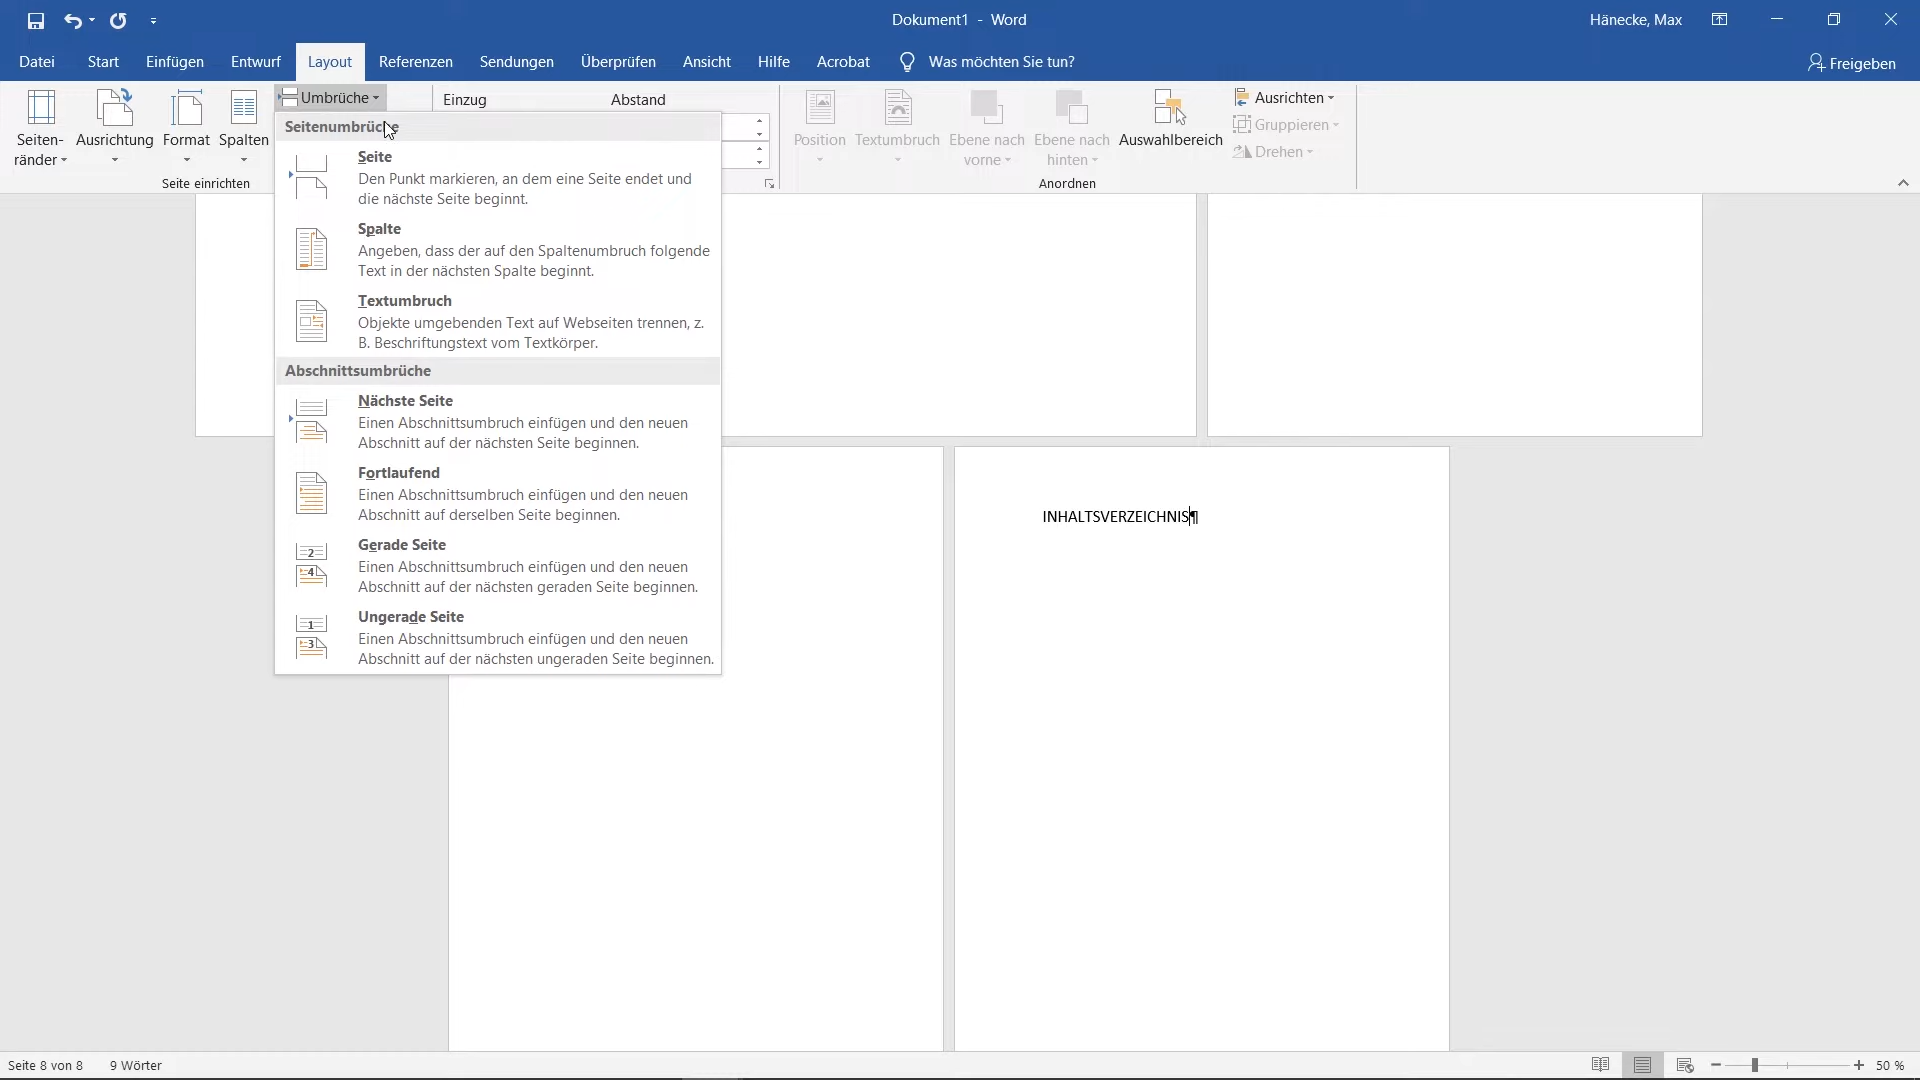 Dokument1 - Word
Hänecke, Max
Datei Start Einfügen Entwurf Layout Referenzen Sendungen Überprüfen Ansicht Hilfe Acrobat Was möchten Sie tun? Freigeben
Seiten-
ränder
Ausrichtung
Format
Spalten
Umbrüche
Seite einrichten
Einzug
Abstand
Position
Textumbruch
Ebene nach
vorne
Ebene nach
hinten
Auswahlbereich
Ausrichten
Gruppieren
Drehen
Anordnen
Seitenumbrüche
Seite
Den Punkt markieren, an dem eine Seite endet und
die nächste Seite beginnt.
Spalte
Angeben, dass der auf den Spaltenumbruch folgende
Text in der nächsten Spalte beginnt.
Textumbruch
Objekte umgebenden Text auf Webseiten trennen, z.
B. Beschriftungstext vom Textkörper.
Abschnittsumbrüche
Nächste Seite
Einen Abschnittsumbruch einfügen und den neuen
Abschnitt auf der nächsten Seite beginnen.
Fortlaufend
Einen Abschnittsumbruch einfügen und den neuen
Abschnitt auf derselben Seite beginnen.
2
4
Gerade Seite
Einen Abschnittsumbruch einfügen und den neuen
Abschnitt auf der nächsten geraden Seite beginnen.
1
3
Ungerade Seite
Einen Abschnittsumbruch einfügen und den neuen
Abschnitt auf der nächsten ungeraden Seite beginnen.
INHALTSVERZEICHNIS¶
Seite 8 von 8 9 Wörter
50 %